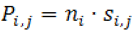 P_{i,j} = n_i · s_{i,j}